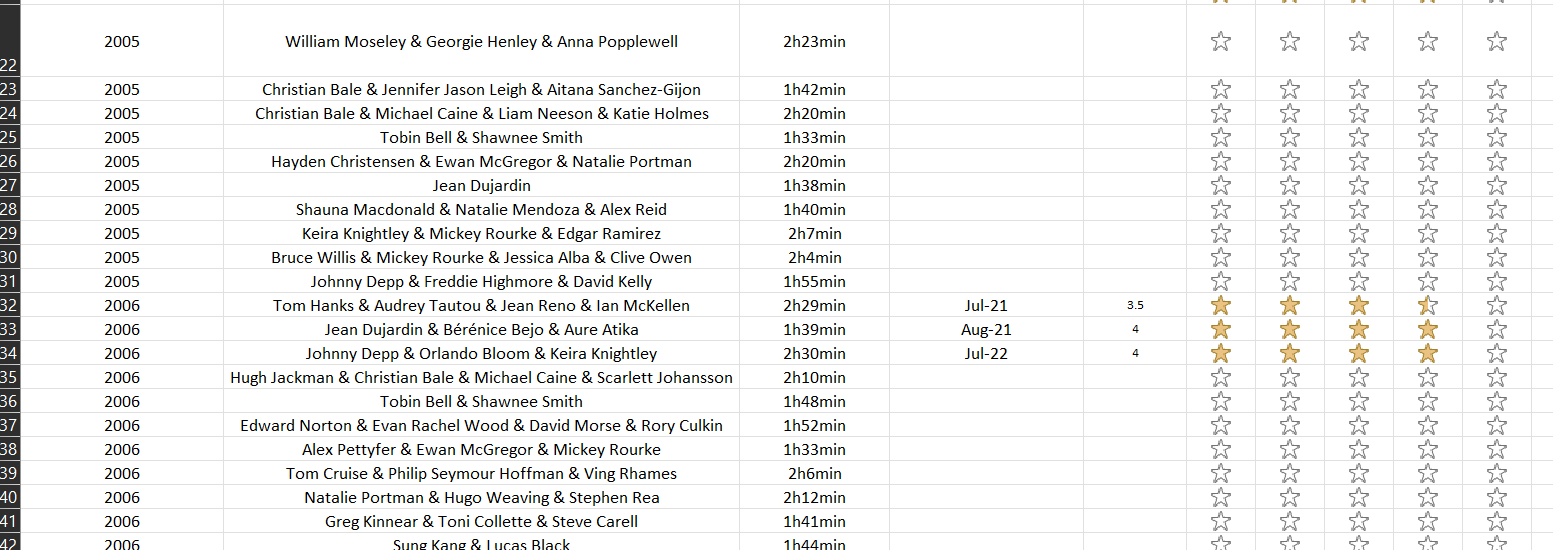 22 2005 William Moseley & Georgie Henley & Anna Popplewell 2h23min
23 2005 Christian Bale & Jennifer Jason Leigh & Aitana Sanchez-Gijon 1h42min
24 2005 Christian Bale & Michael Caine & Liam Neeson & Katie Holmes 2h20min
25 2005 Tobin Bell & Shawnee Smith 1h33min
26 2005 Hayden Christensen & Ewan McGregor & Natalie Portman 2h20min
27 2005 Jean Dujardin 1h38min
28 2005 Shauna Macdonald & Natalie Mendoza & Alex Reid 1h40min
29 2005 Keira Knightley & Mickey Rourke & Edgar Ramirez 2h7min
30 2005 Bruce Willis & Mickey Rourke & Jessica Alba & Clive Owen 2h4min
31 2005 Johnny Depp & Freddie Highmore & David Kelly 1h55min
32 2006 Tom Hanks & Audrey Tautou & Jean Reno & Ian McKellen 2h29min Jul-21 3.5
33 2006 Jean Dujardin & Bérénice Bejo & Aure Atika 1h39min Aug-21 4
34 2006 Johnny Depp & Orlando Bloom & Keira Knightley 2h30min Jul-22 4
35 2006 Hugh Jackman & Christian Bale & Michael Caine & Scarlett Johansson 2h10min
36 2006 Tobin Bell & Shawnee Smith 1h48min
37 2006 Edward Norton & Evan Rachel Wood & David Morse & Rory Culkin 1h52min
38 2006 Alex Pettyfer & Ewan McGregor & Mickey Rourke 1h33min
39 2006 Tom Cruise & Philip Seymour Hoffman & Ving Rhames 2h6min
40 2006 Natalie Portman & Hugo Weaving & Stephen Rea 2h12min
41 2006 Greg Kinnear & Toni Collette & Steve Carell 1h41min
42 2006 Sung Kang & Lucas Black 1h44min